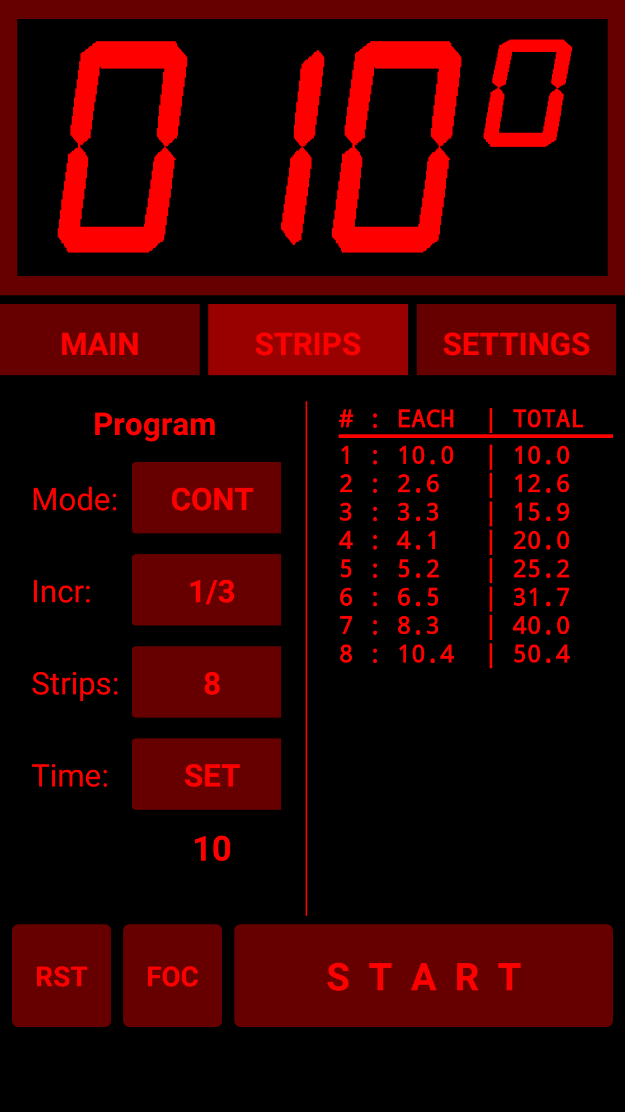 010 0
MAIN STRIPS SETTINGS
Program
Mode: CONT
Incr: 1/3
Strips: 8
Time: SET
10
# : EACH | TOTAL
1 : 10.0 | 10.0
2 : 2.6 | 12.6
3 : 3.3 | 15.9
4 : 4.1 | 20.0
5 : 5.2 | 25.2
6 : 6.5 | 31.7
7 : 8.3 | 40.0
8 : 10.4 | 50.4
RST FOC START